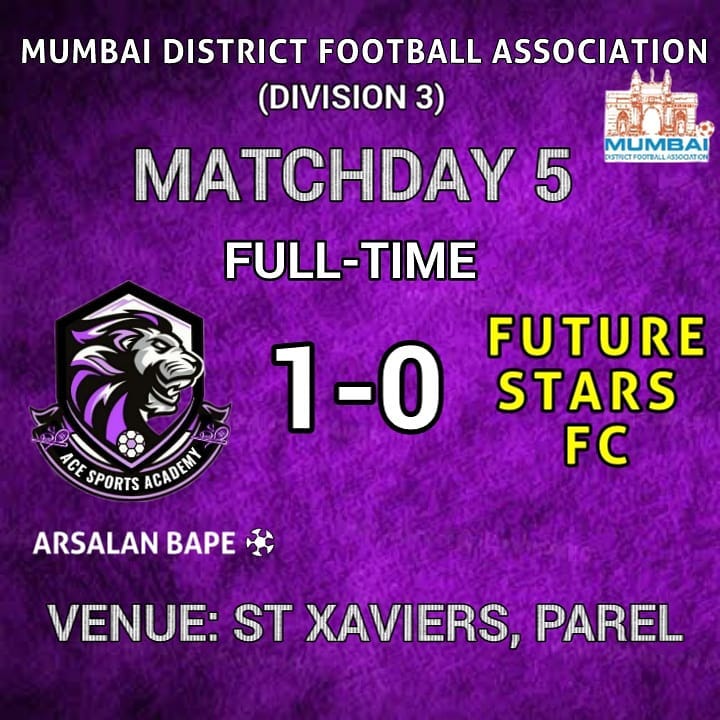 MUMBAI DISTRICT FOOTBALL ASSOCIATION
(DIVISION 3)
MUMBAI
DISTRICT FOOTBALL ASSOCIATION
MATCHDAY 5
FULL-TIME
1-0
FUTURE
STARS
FC
ACE SPORTS ACADEMY
ARSALAN BAPE
VENUE: ST XAVIERS, PAREL